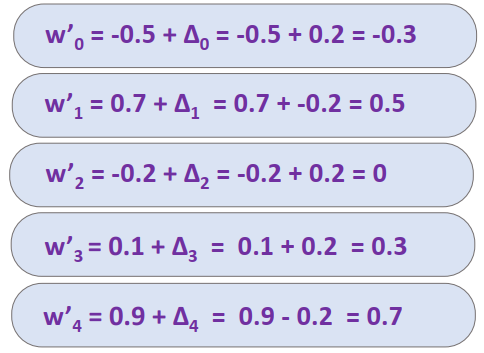 w’₀ = -0.5 + Δ₀ = -0.5 + 0.2 = -0.3
w’₁ = 0.7 + Δ₁ = 0.7 + -0.2 = 0.5
w’₂ = -0.2 + Δ₂ = -0.2 + 0.2 = 0
w’₃ = 0.1 + Δ₃ = 0.1 + 0.2 = 0.3
w’₄ = 0.9 + Δ₄ = 0.9 - 0.2 = 0.7